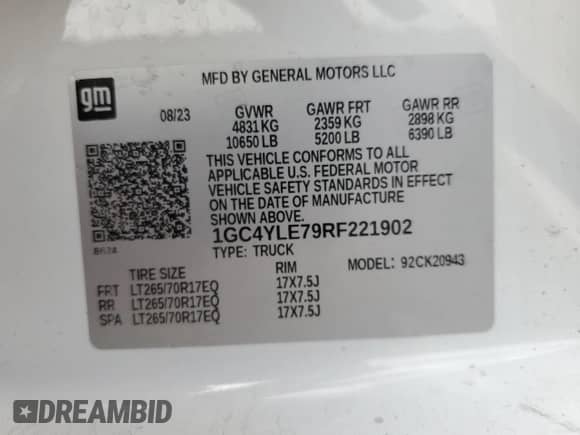 gm
MFD BY GENERAL MOTORS LLC
08/23 GVWR GAWR FRT GAWR RR
4831 KG 2359 KG 2898 KG
10650 LB 5200 LB 6390 LB
THIS VEHICLE CONFORMS TO ALL
APPLICABLE U.S. FEDERAL MOTOR
VEHICLE SAFETY STANDARDS IN EFFECT
ON THE DATE OF MANUFACTURE
SHOWN ABOVE.
1GC4YLE79RF221902
TYPE: TRUCK MODEL: 92CK20943
TIRE SIZE RIM
FRT LT265/70R17EQ 17X7.5J
RR LT265/70R17EQ 17X7.5J
SPA LT265/70R17EQ 17X7.5J
DREAMBID